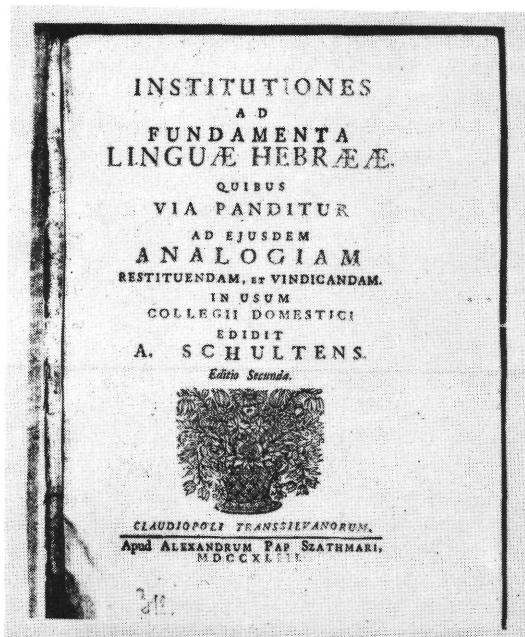 INSTITUTIONES
AD
FUNDAMENTA
LINGUÆ HEBRÆÆ.
QUIBUS
VIA PANDITUR
AD EJUSDEM
ANALOGIAM
RESTITUENDAM, ET VINDICANDAM.
IN USUM
COLLEGII DOMESTICI
EDIDIT
A. SCHULTENS.
Editio Secunda.
CLAUDIOPOLI TRANSSILVANORUM.
Apud ALEXANDRUM PAP SZATHMARI,
MDCCXLIII.